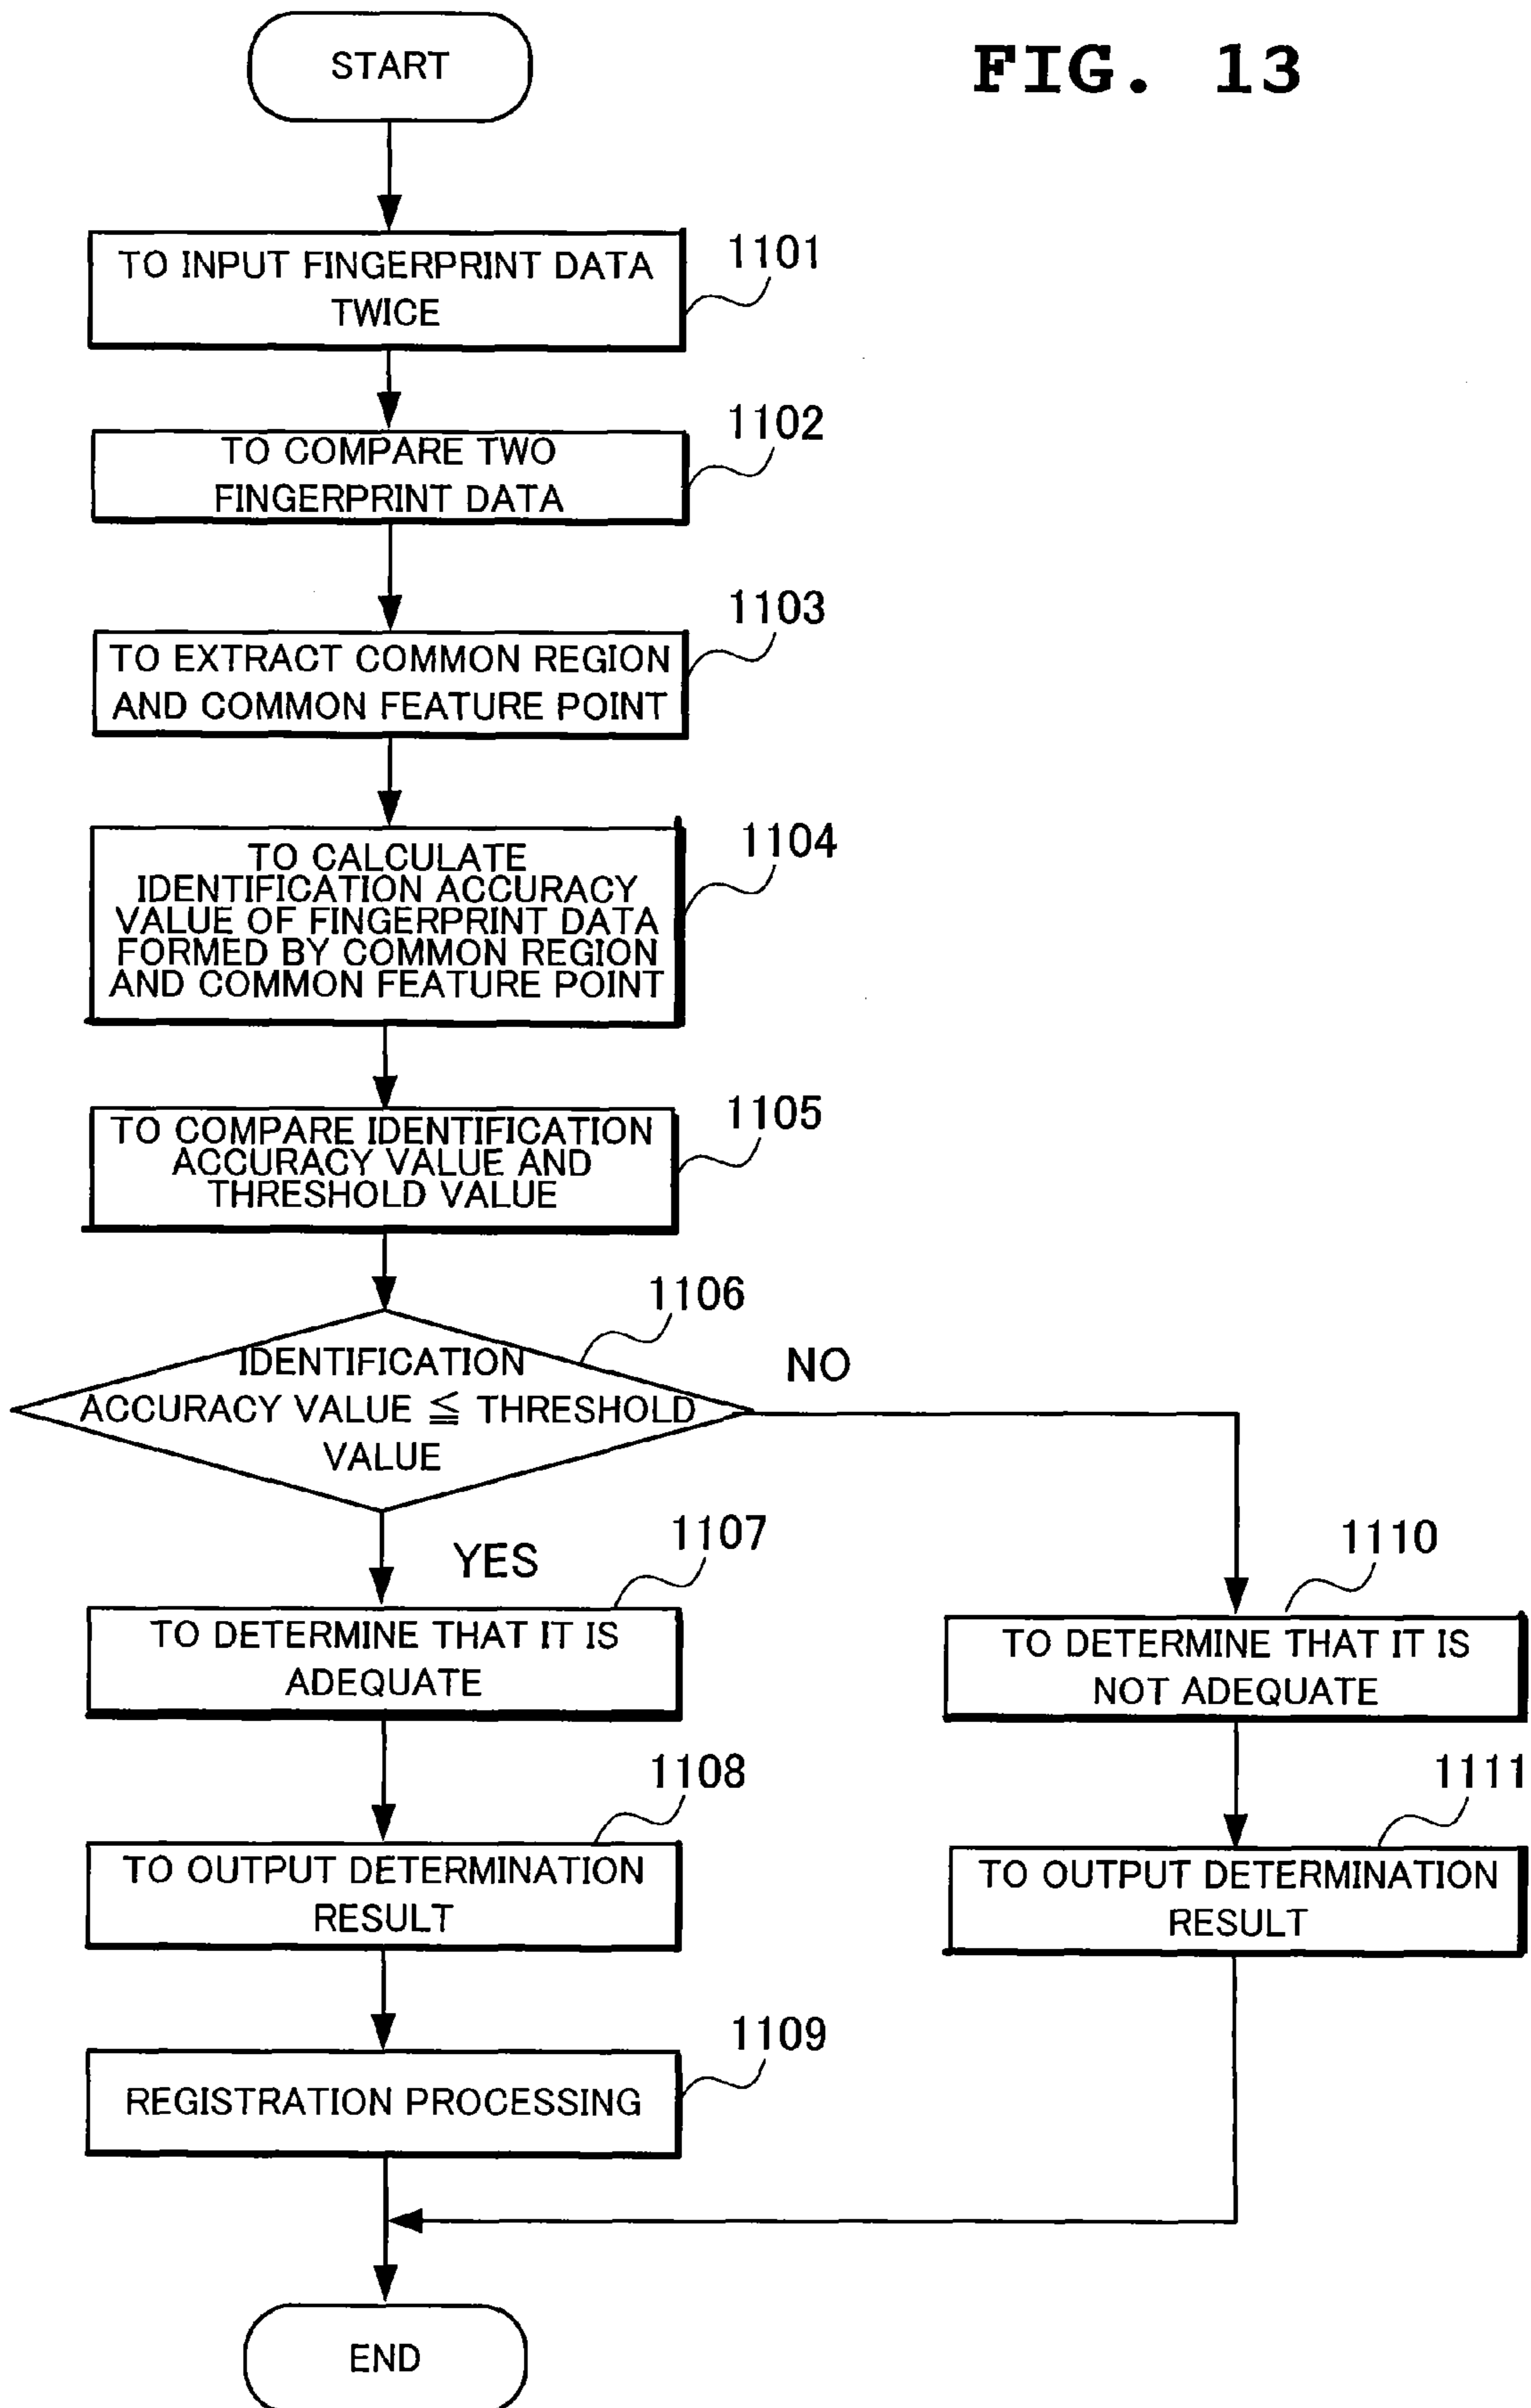 START
FIG. 13
TO INPUT FINGERPRINT DATA
TWICE
1101
TO COMPARE TWO
FINGERPRINT DATA
1102
TO EXTRACT COMMON REGION
AND COMMON FEATURE POINT
1103
TO CALCULATE
IDENTIFICATION ACCURACY
VALUE OF FINGERPRINT DATA
FORMED BY COMMON REGION
AND COMMON FEATURE POINT
1104
TO COMPARE IDENTIFICATION
ACCURACY VALUE AND
THRESHOLD VALUE
1105
IDENTIFICATION
ACCURACY VALUE ≦ THRESHOLD
VALUE
1106
NO
YES
TO DETERMINE THAT IT IS
ADEQUATE
1107
TO DETERMINE THAT IT IS
NOT ADEQUATE
1110
TO OUTPUT DETERMINATION
RESULT
1108
TO OUTPUT DETERMINATION
RESULT
1111
REGISTRATION PROCESSING
1109
END